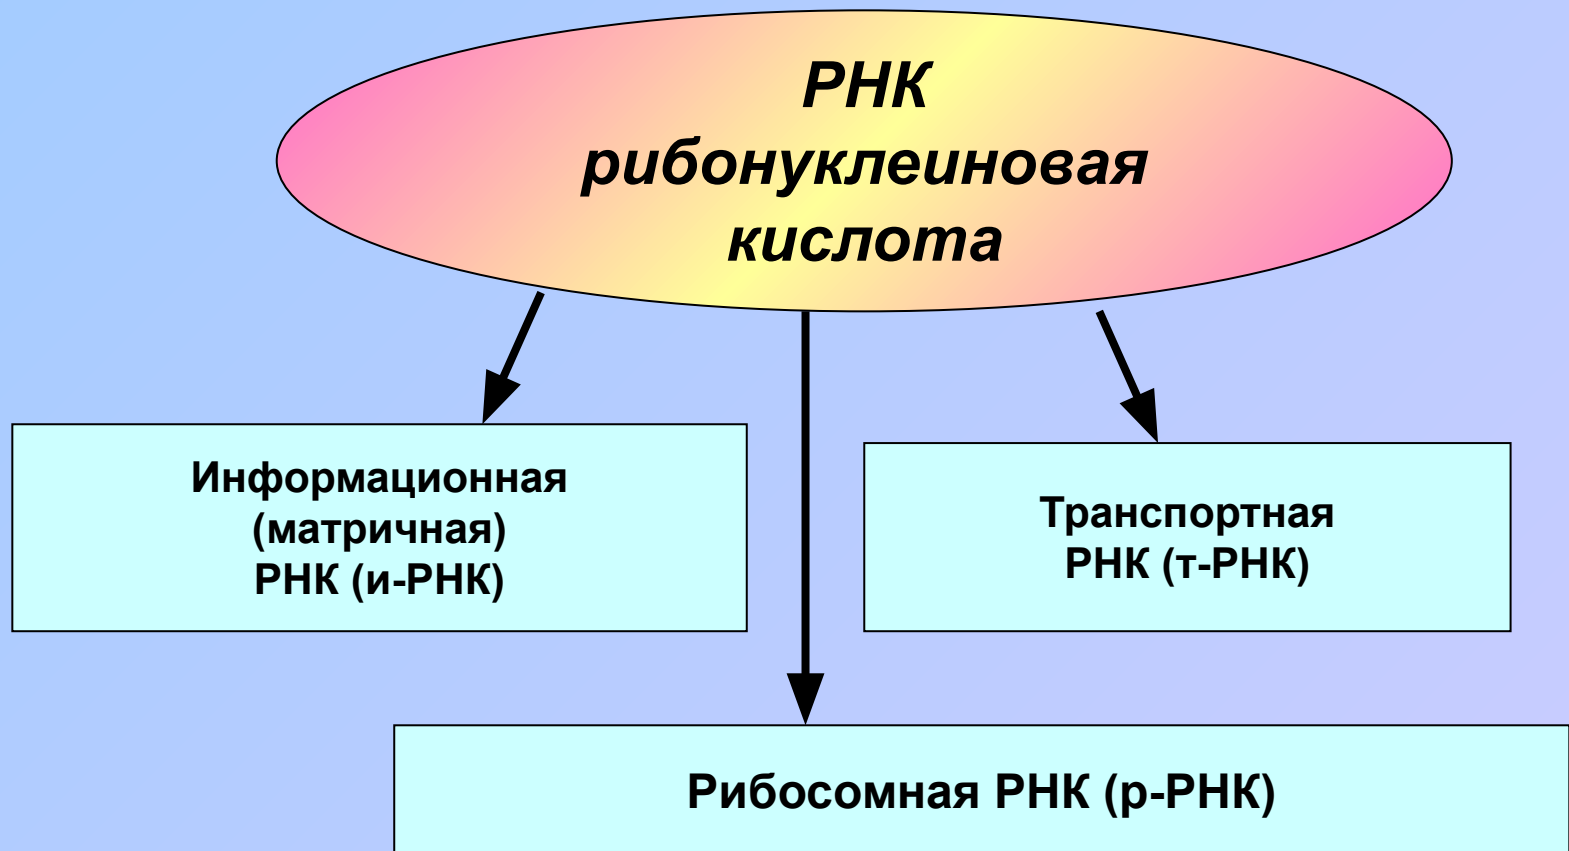 РНК
рибонуклеиновая
кислота
Информационная
(матричная)
РНК (и-РНК)
Транспортная
РНК (т-РНК)
Рибосомная РНК (р-РНК)